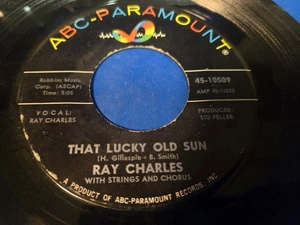 ABC-PARAMOUNT
Robbins Music
Corp. (ASCAP)
Time: 3:05
45-10509
VOCAL:
RAY CHARLES
PRODUCER:
SID FELLER
THAT LUCKY OLD SUN
(H. Gillespie - B. Smith)
RAY CHARLES
WITH STRINGS AND CHORUS
A PRODUCT OF ABC-PARAMOUNT RECORDS, INC.